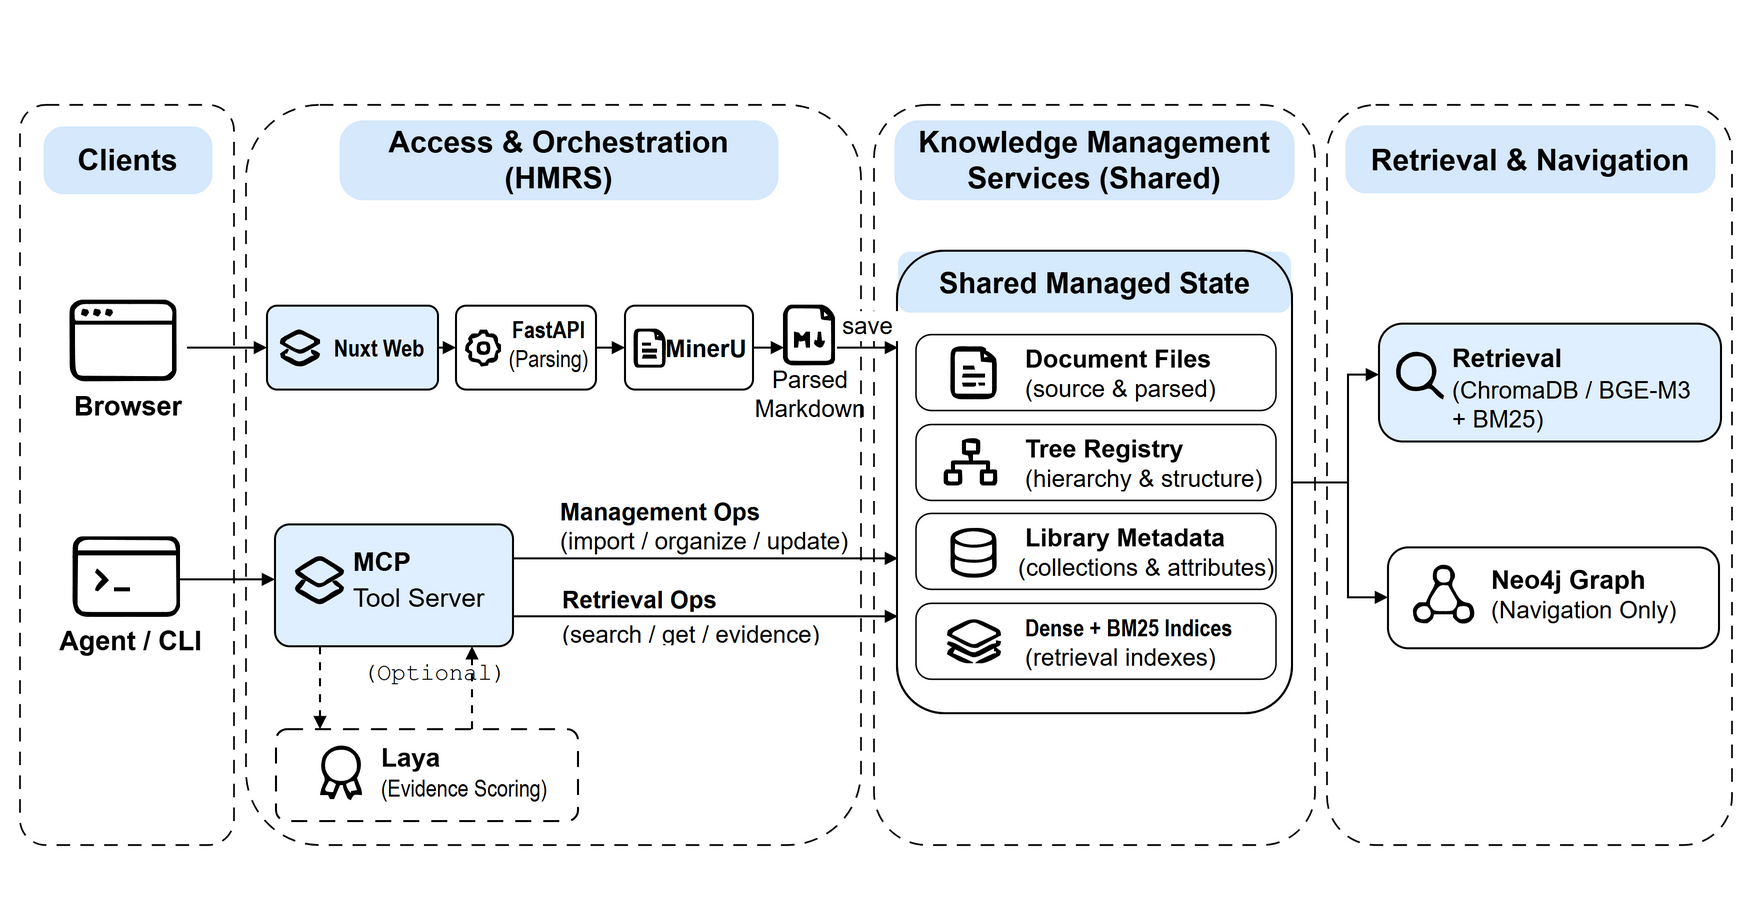 Clients
Access & Orchestration
(HMRS)
Knowledge Management
Services (Shared)
Retrieval & Navigation
Browser
Nuxt Web
FastAPI
(Parsing)
MinerU
M
Parsed
Markdown
save
Shared Managed State
Document Files
(source & parsed)
Tree Registry
(hierarchy & structure)
Library Metadata
(collections & attributes)
Dense + BM25 Indices
(retrieval indexes)
Retrieval
(ChromaDB / BGE-M3
+ BM25)
Neo4j Graph
(Navigation Only)
Agent / CLI
MCP
Tool Server
Management Ops
(import / organize / update)
Retrieval Ops
(search / get / evidence)
(Optional)
Laya
(Evidence Scoring)